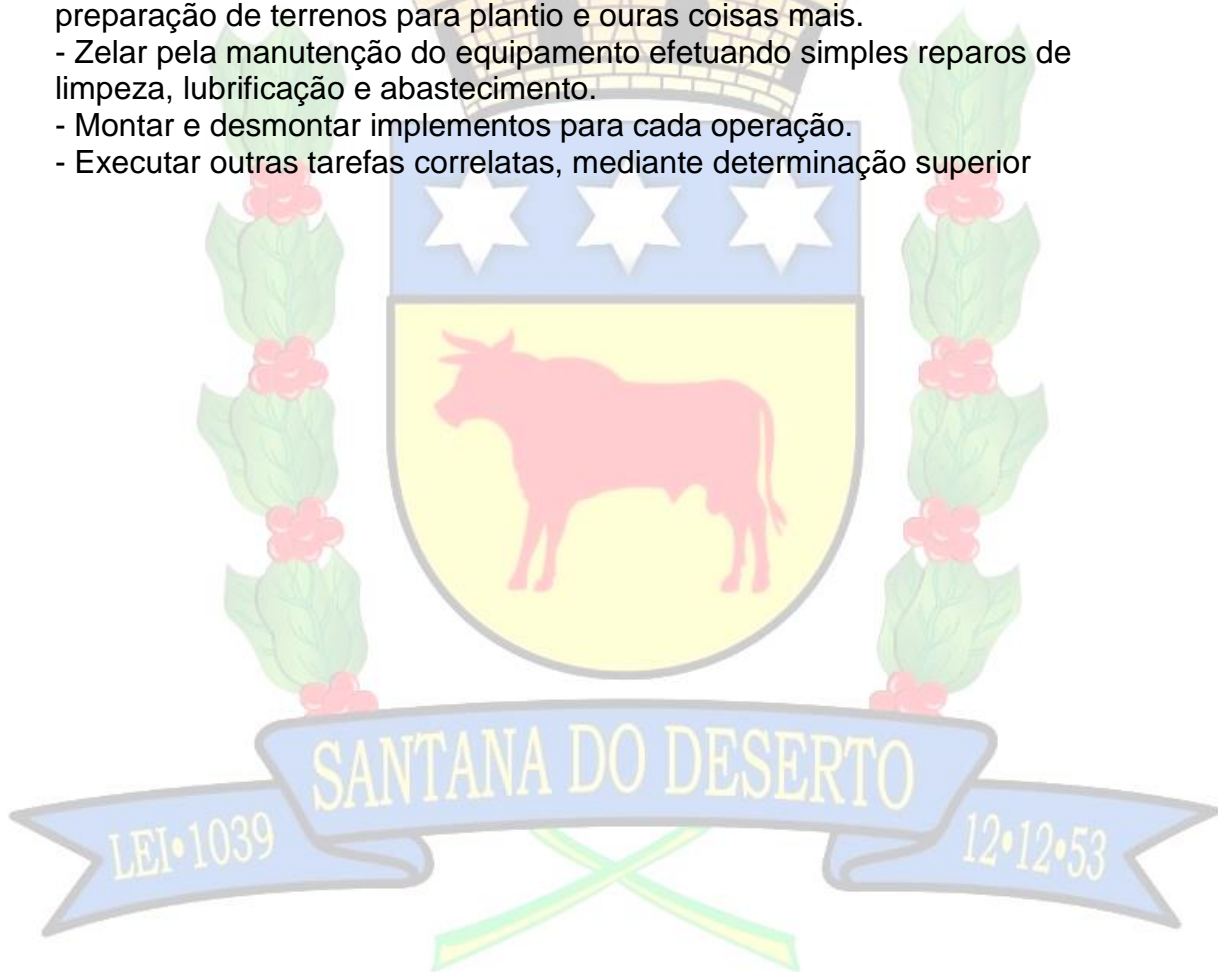 preparação de terrenos para plantio e ouras coisas mais.
- Zelar pela manutenção do equipamento efetuando simples reparos de
limpeza, lubrificação e abastecimento.
- Montar e desmontar implementos para cada operação.
- Executar outras tarefas correlatas, mediante determinação superior
SANTANA DO DESERTO
LEI•1039
12•12•53